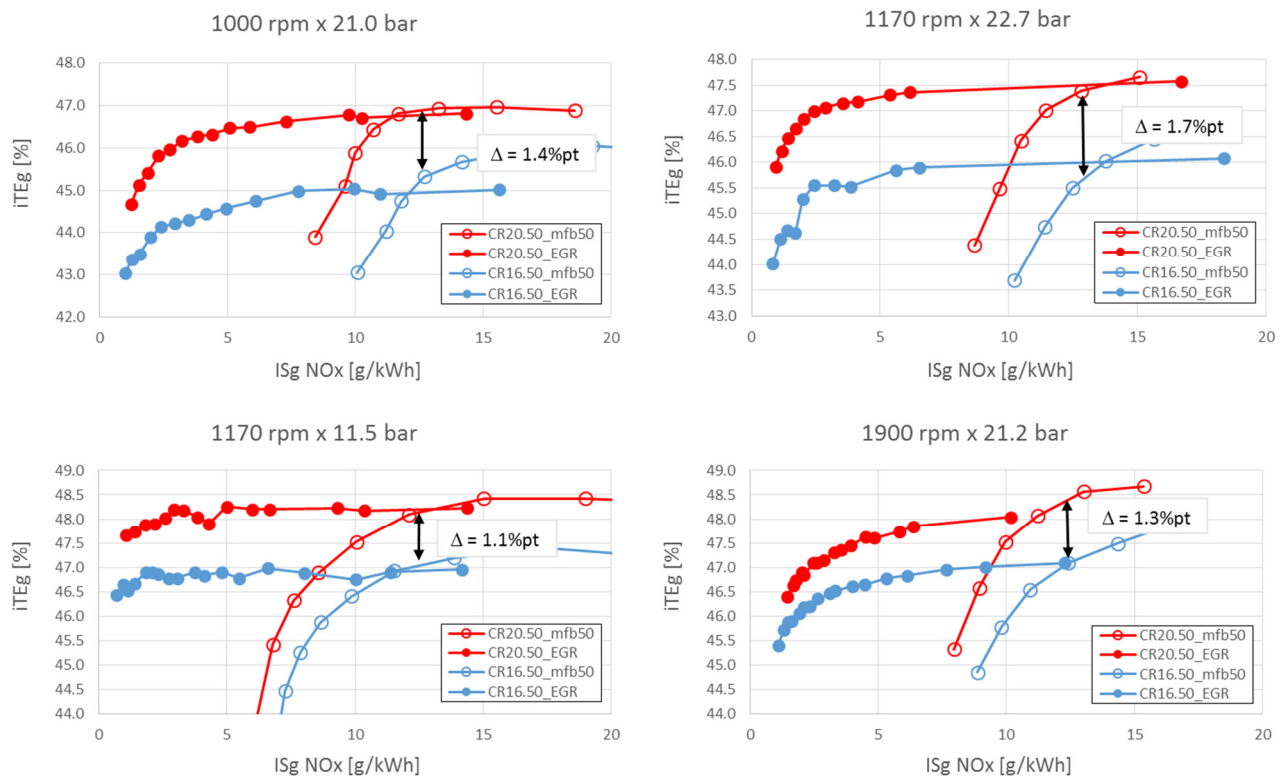 1000 rpm x 21.0 bar
48.0
47.0
46.0
45.0
44.0
43.0
42.0
iTEg [%]
Δ = 1.4%pt
CR20.50_mfb50
CR20.50_EGR
CR16.50_mfb50
CR16.50_EGR
0 5 10 15 20
ISg NOx [g/kWh]
1170 rpm x 22.7 bar
48.0
47.5
47.0
46.5
46.0
45.5
45.0
44.5
44.0
43.5
43.0
iTEg [%]
Δ = 1.7%pt
CR20.50_mfb50
CR20.50_EGR
CR16.50_mfb50
CR16.50_EGR
0 5 10 15 20
ISg NOx [g/kWh]
1170 rpm x 11.5 bar
49.0
48.5
48.0
47.5
47.0
46.5
46.0
45.5
45.0
44.5
44.0
iTEg [%]
Δ = 1.1%pt
CR20.50_mfb50
CR20.50_EGR
CR16.50_mfb50
CR16.50_EGR
0 5 10 15 20
ISg NOx [g/kWh]
1900 rpm x 21.2 bar
49.0
48.5
48.0
47.5
47.0
46.5
46.0
45.5
45.0
44.5
44.0
iTEg [%]
Δ = 1.3%pt
CR20.50_mfb50
CR20.50_EGR
CR16.50_mfb50
CR16.50_EGR
0 5 10 15 20
ISg NOx [g/kWh]